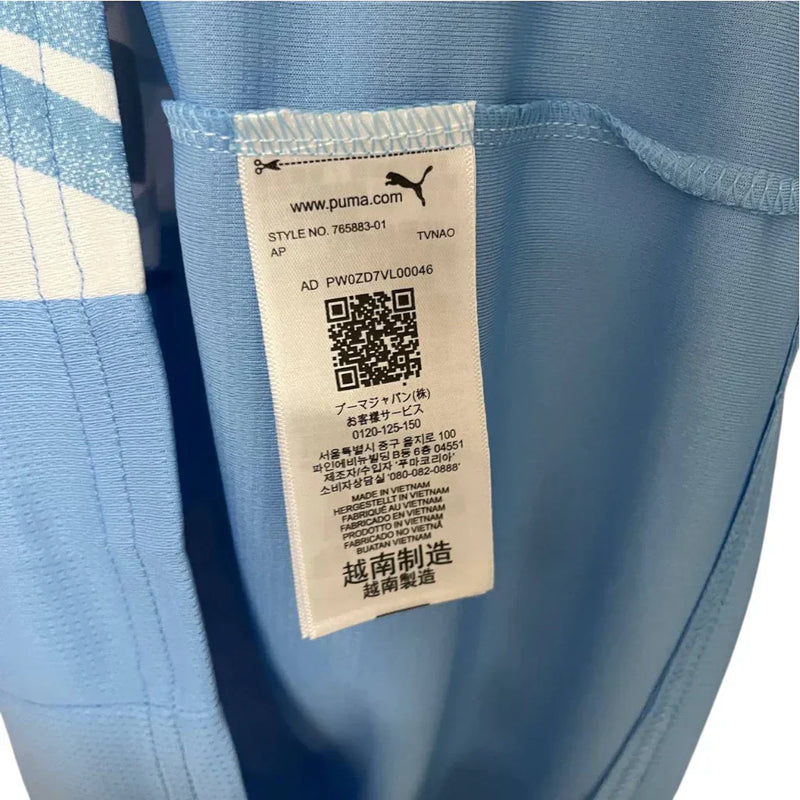 www.puma.com
STYLE NO. 765883-01
AP TVNAO
AD PW0ZD7VL00046
プーマジャパン(株)
お客様サービス
0120-125-150
서울특별시 중구 을지로 100
파인에비뉴빌딩 B동 6층 04551
제조자/수입자 '푸마코리아'
소비자상담실 '080-082-0888'
MADE IN VIETNAM
HERGESTELLT IN VIETNAM
FABRIQUÉ AU VIETNAM
FABRICADO EN VIETNAM
PRODOTTO IN VIETNAM
FABRICADO NO VIETNÃ
BUATAN VIETNAM
越南制造
越南製造